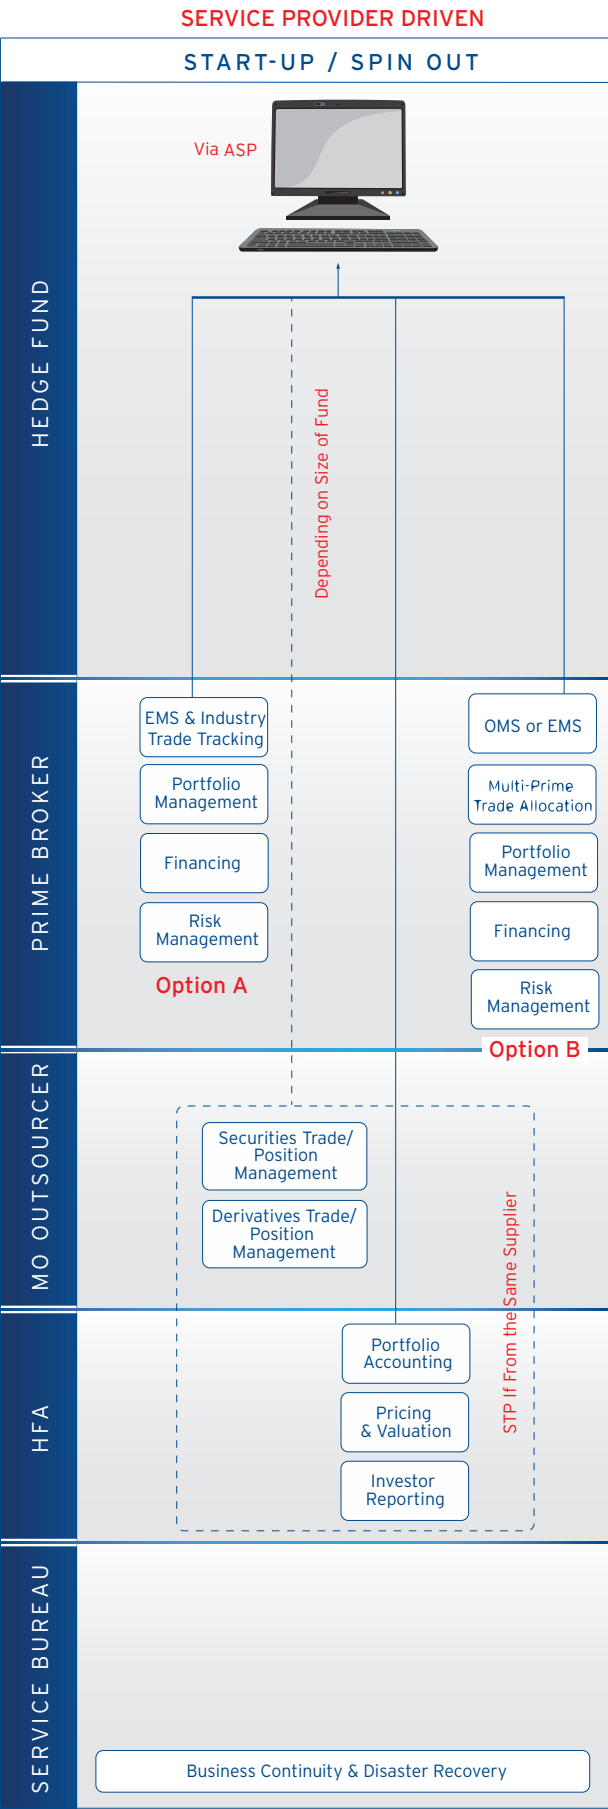 SERVICE PROVIDER DRIVEN
START-UP / SPIN OUT
HEDGE FUND
Via ASP
Depending on Size of Fund
PRIME BROKER
EMS & Industry
Trade Tracking
Portfolio
Management
Financing
Risk
Management
Option A
OMS or EMS
Multi-Prime
Trade Allocation
Portfolio
Management
Financing
Risk
Management
Option B
MO OUTSOURCER
Securities Trade/
Position
Management
Derivatives Trade/
Position
Management
STP If From the Same Supplier
HFA
Portfolio
Accounting
Pricing
& Valuation
Investor
Reporting
SERVICE BUREAU
Business Continuity & Disaster Recovery